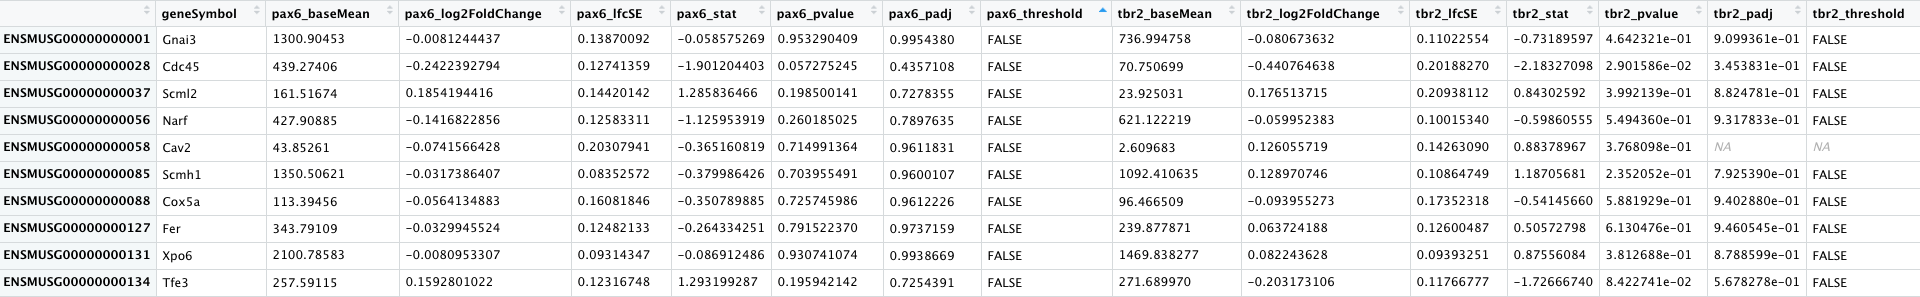 geneSymbol pax6_baseMean pax6_log2FoldChange pax6_lfcSE pax6_stat pax6_pvalue pax6_padj pax6_threshold tbr2_baseMean tbr2_log2FoldChange tbr2_lfcSE tbr2_stat tbr2_pvalue tbr2_padj tbr2_threshold
ENSMUSG00000000001 Gnai3 1300.90453 -0.0081244437 0.13870092 -0.058575269 0.953290409 0.9954380 FALSE 736.994758 -0.080673632 0.11022554 -0.73189597 4.642321e-01 9.099361e-01 FALSE
ENSMUSG00000000028 Cdc45 439.27406 -0.2422392794 0.12741359 -1.901204403 0.057275245 0.4357108 FALSE 70.750699 -0.440764638 0.20188270 -2.18327098 2.901586e-02 3.453831e-01 FALSE
ENSMUSG00000000037 Scml2 161.51674 0.1854194416 0.14420142 1.285836466 0.198500141 0.7278355 FALSE 23.925031 0.176513715 0.20938112 0.84302592 3.992139e-01 8.824781e-01 FALSE
ENSMUSG00000000056 Narf 427.90885 -0.1416822856 0.12583311 -1.125953919 0.260185025 0.7897635 FALSE 621.122219 -0.059952383 0.10015340 -0.59860555 5.494360e-01 9.317833e-01 FALSE
ENSMUSG00000000058 Cav2 43.85261 -0.0741566428 0.20307941 -0.365160819 0.714991364 0.9611831 FALSE 2.609683 0.126055719 0.14263090 0.88378967 3.768098e-01 NA NA
ENSMUSG00000000085 Scmh1 1350.50621 -0.0317386407 0.08352572 -0.379986426 0.703955491 0.9600107 FALSE 1092.410635 0.128970746 0.10864749 1.18705681 2.352052e-01 7.925390e-01 FALSE
ENSMUSG00000000088 Cox5a 113.39456 -0.0564134883 0.16081846 -0.350789885 0.725745986 0.9612226 FALSE 96.466509 -0.093955273 0.17352318 -0.54145660 5.881929e-01 9.402880e-01 FALSE
ENSMUSG00000000127 Fer 343.79109 -0.0329945524 0.12482133 -0.264334251 0.791522370 0.9737159 FALSE 239.877871 0.063724188 0.12600487 0.50572798 6.130476e-01 9.460545e-01 FALSE
ENSMUSG00000000131 Xpo6 2100.78583 -0.0080953307 0.09314347 -0.086912486 0.930741074 0.9938669 FALSE 1469.838277 0.082243628 0.09393251 0.87556084 3.812688e-01 8.788599e-01 FALSE
ENSMUSG00000000134 Tfe3 257.59115 0.1592801022 0.12316748 1.293199287 0.195942142 0.7254391 FALSE 271.689970 -0.203173106 0.11766777 -1.72666740 8.422741e-02 5.678278e-01 FALSE